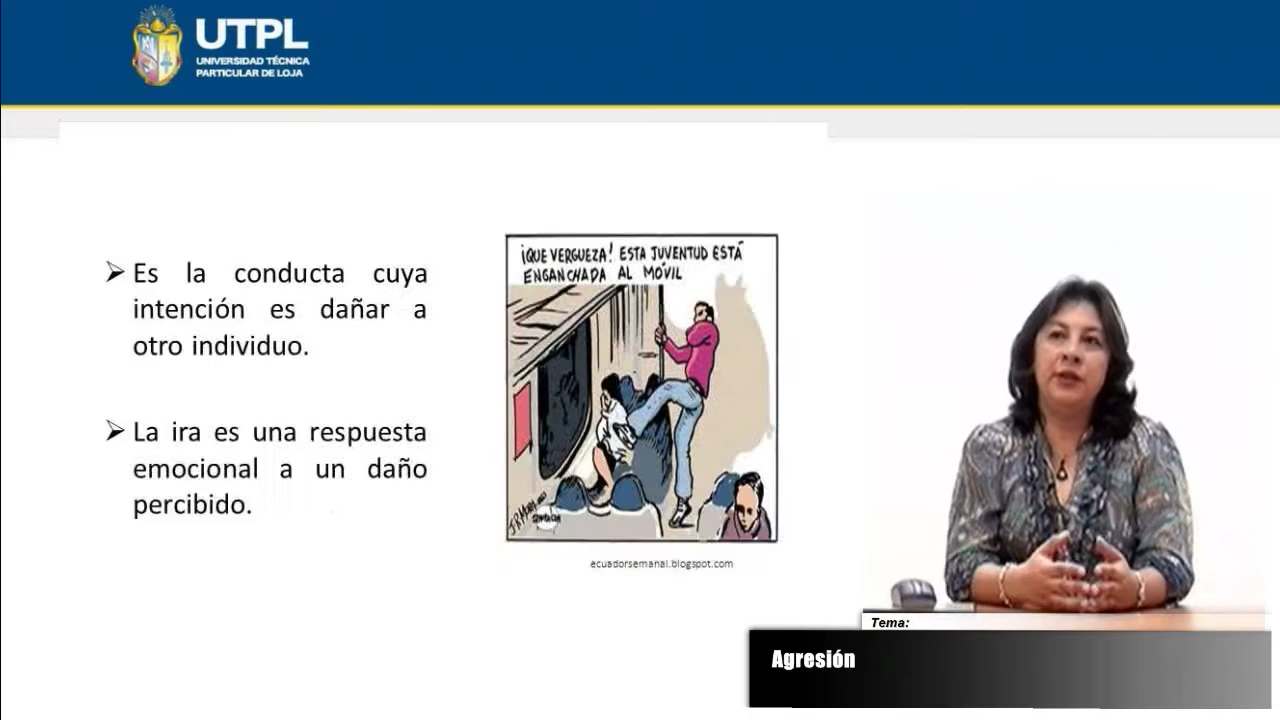 UTPL
UNIVERSIDAD TÉCNICA
PARTICULAR DE LOJA
Es la conducta cuya
intención es dañar a
otro individuo.
La ira es una respuesta
emocional a un daño
percibido.
¡QUE VERGUEZA! ESTA JUVENTUD ESTÁ
ENGANCHADA AL MÓVIL
ecuadorsemanal.blogspot.com
Tema:
Agresión